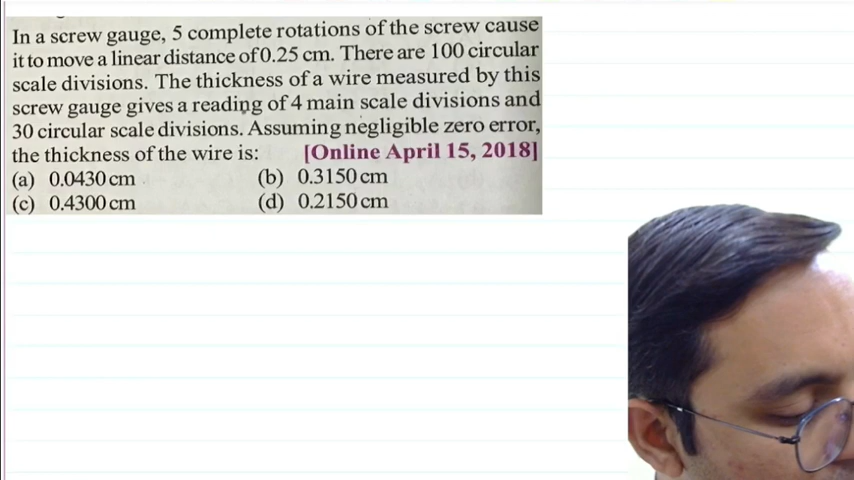 In a screw gauge, 5 complete rotations of the screw cause
it to move a linear distance of 0.25 cm. There are 100 circular
scale divisions. The thickness of a wire measured by this
screw gauge gives a reading of 4 main scale divisions and
30 circular scale divisions. Assuming negligible zero error,
the thickness of the wire is: [Online April 15, 2018]
(a) 0.0430 cm (b) 0.3150 cm
(c) 0.4300 cm (d) 0.2150 cm